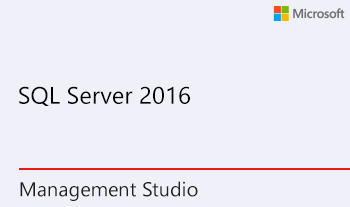 Microsoft
SQL Server 2016
Management Studio